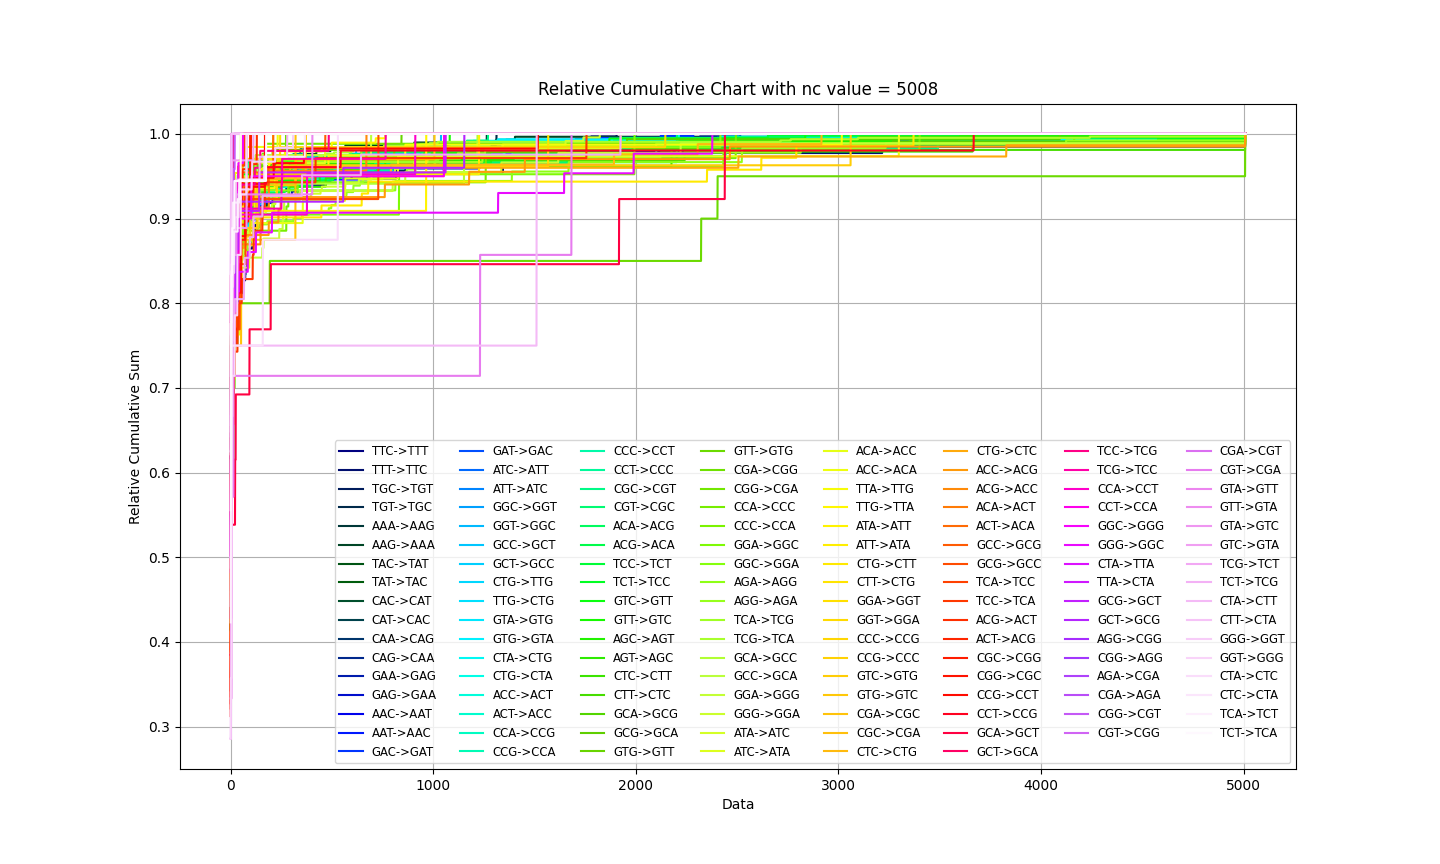 Relative Cumulative Chart with nc value = 5008
Relative Cumulative Sum
1.0
0.9
0.8
0.7
0.6
0.5
0.4
0.3
TTC->TTT GAT->GAC CCC->CCT GTT->GTG ACA->ACC CTG->CTC TCC->TCG CGA->CGT
TTT->TTC ATC->ATT CCT->CCC CGA->CGG ACC->ACA ACC->ACG TCG->TCC CGT->CGA
TGC->TGT ATT->ATC CGC->CGT CGG->CGA TTA->TTG ACG->ACC CCA->CCT GTA->GTT
TGT->TGC GGC->GGT CGT->CGC CCA->CCC TTG->TTA ACA->ACT CCT->CCA GTT->GTA
AAA->AAG GGT->GGC ACA->ACG CCC->CCA ATA->ATT ACT->ACA GGC->GGG GTA->GTC
AAG->AAA GCC->GCT ACG->ACA GGA->GGC ATT->ATA GCC->GCG GGG->GGC GTC->GTA
TAC->TAT GCT->GCC TCC->TCT GGC->GGA CTG->CTT GCG->GCC CTA->TTA TCG->TCT
TAT->TAC CTG->TTG TCT->TCC AGA->AGG CTT->CTG TCA->TCC TTA->CTA TCT->TCG
CAC->CAT TTG->CTG GTC->GTT AGG->AGA GGA->GGT TCC->TCA GCG->GCT CTA->CTT
CAT->CAC GTA->GTG GTT->GTC TCA->TCG GGT->GGA ACG->ACT GCT->GCG CTT->CTA
CAA->CAG GTG->GTA AGC->AGT TCG->TCA CCC->CCG ACT->ACG AGG->CGG GGG->GGT
CAG->CAA CTA->CTG AGT->AGC GCA->GCC CCG->CCC CGC->CGG CGG->AGG GGT->GGG
GAA->GAG CTG->CTA CTC->CTT GCC->GCA GTC->GTG CGG->CGC AGA->CGA CTA->CTC
GAG->GAA ACC->ACT CTT->CTC GGA->GGG GTG->GTC CCG->CCT CGA->AGA CTC->CTA
AAC->AAT ACT->ACC GCA->GCG GGG->GGA CGA->CGC CCT->CCG CGG->CGT TCA->TCT
AAT->AAC CCA->CCG GCG->GCA ATA->ATC CGC->CGA GCA->GCT CGT->CGG TCT->TCA
GAC->GAT CCG->CCA GTG->GTT ATC->ATA CTC->CTG GCT->GCA
0 1000 2000 3000 4000 5000
Data